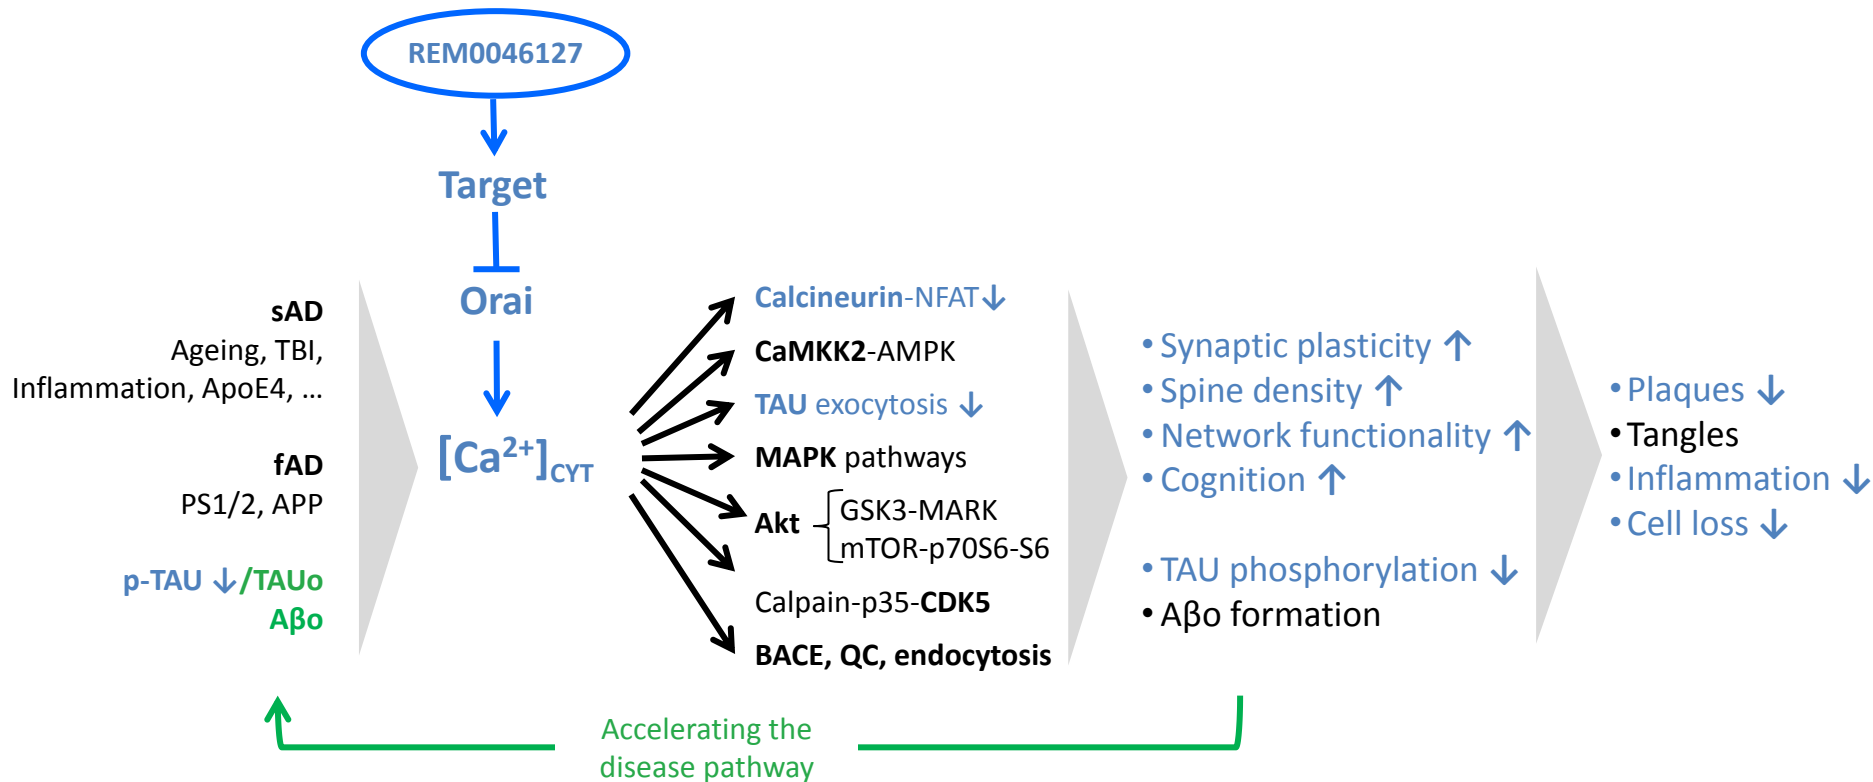 REM0046127
Target
Orai
[Ca²⁺]CYT
sAD
Ageing, TBI,
Inflammation, ApoE4, ...
fAD
PS1/2, APP
p-TAU ↓/TAUo
Aβo
Calcineurin-NFAT↓
CaMKK2-AMPK
TAU exocytosis ↓
MAPK pathways
Akt
GSK3-MARK
mTOR-p70S6-S6
Calpain-p35-CDK5
BACE, QC, endocytosis
• Synaptic plasticity ↑
• Spine density ↑
• Network functionality ↑
• Cognition ↑
• TAU phosphorylation ↓
• Aβo formation
• Plaques ↓
• Tangles
• Inflammation ↓
• Cell loss ↓
Accelerating the
disease pathway